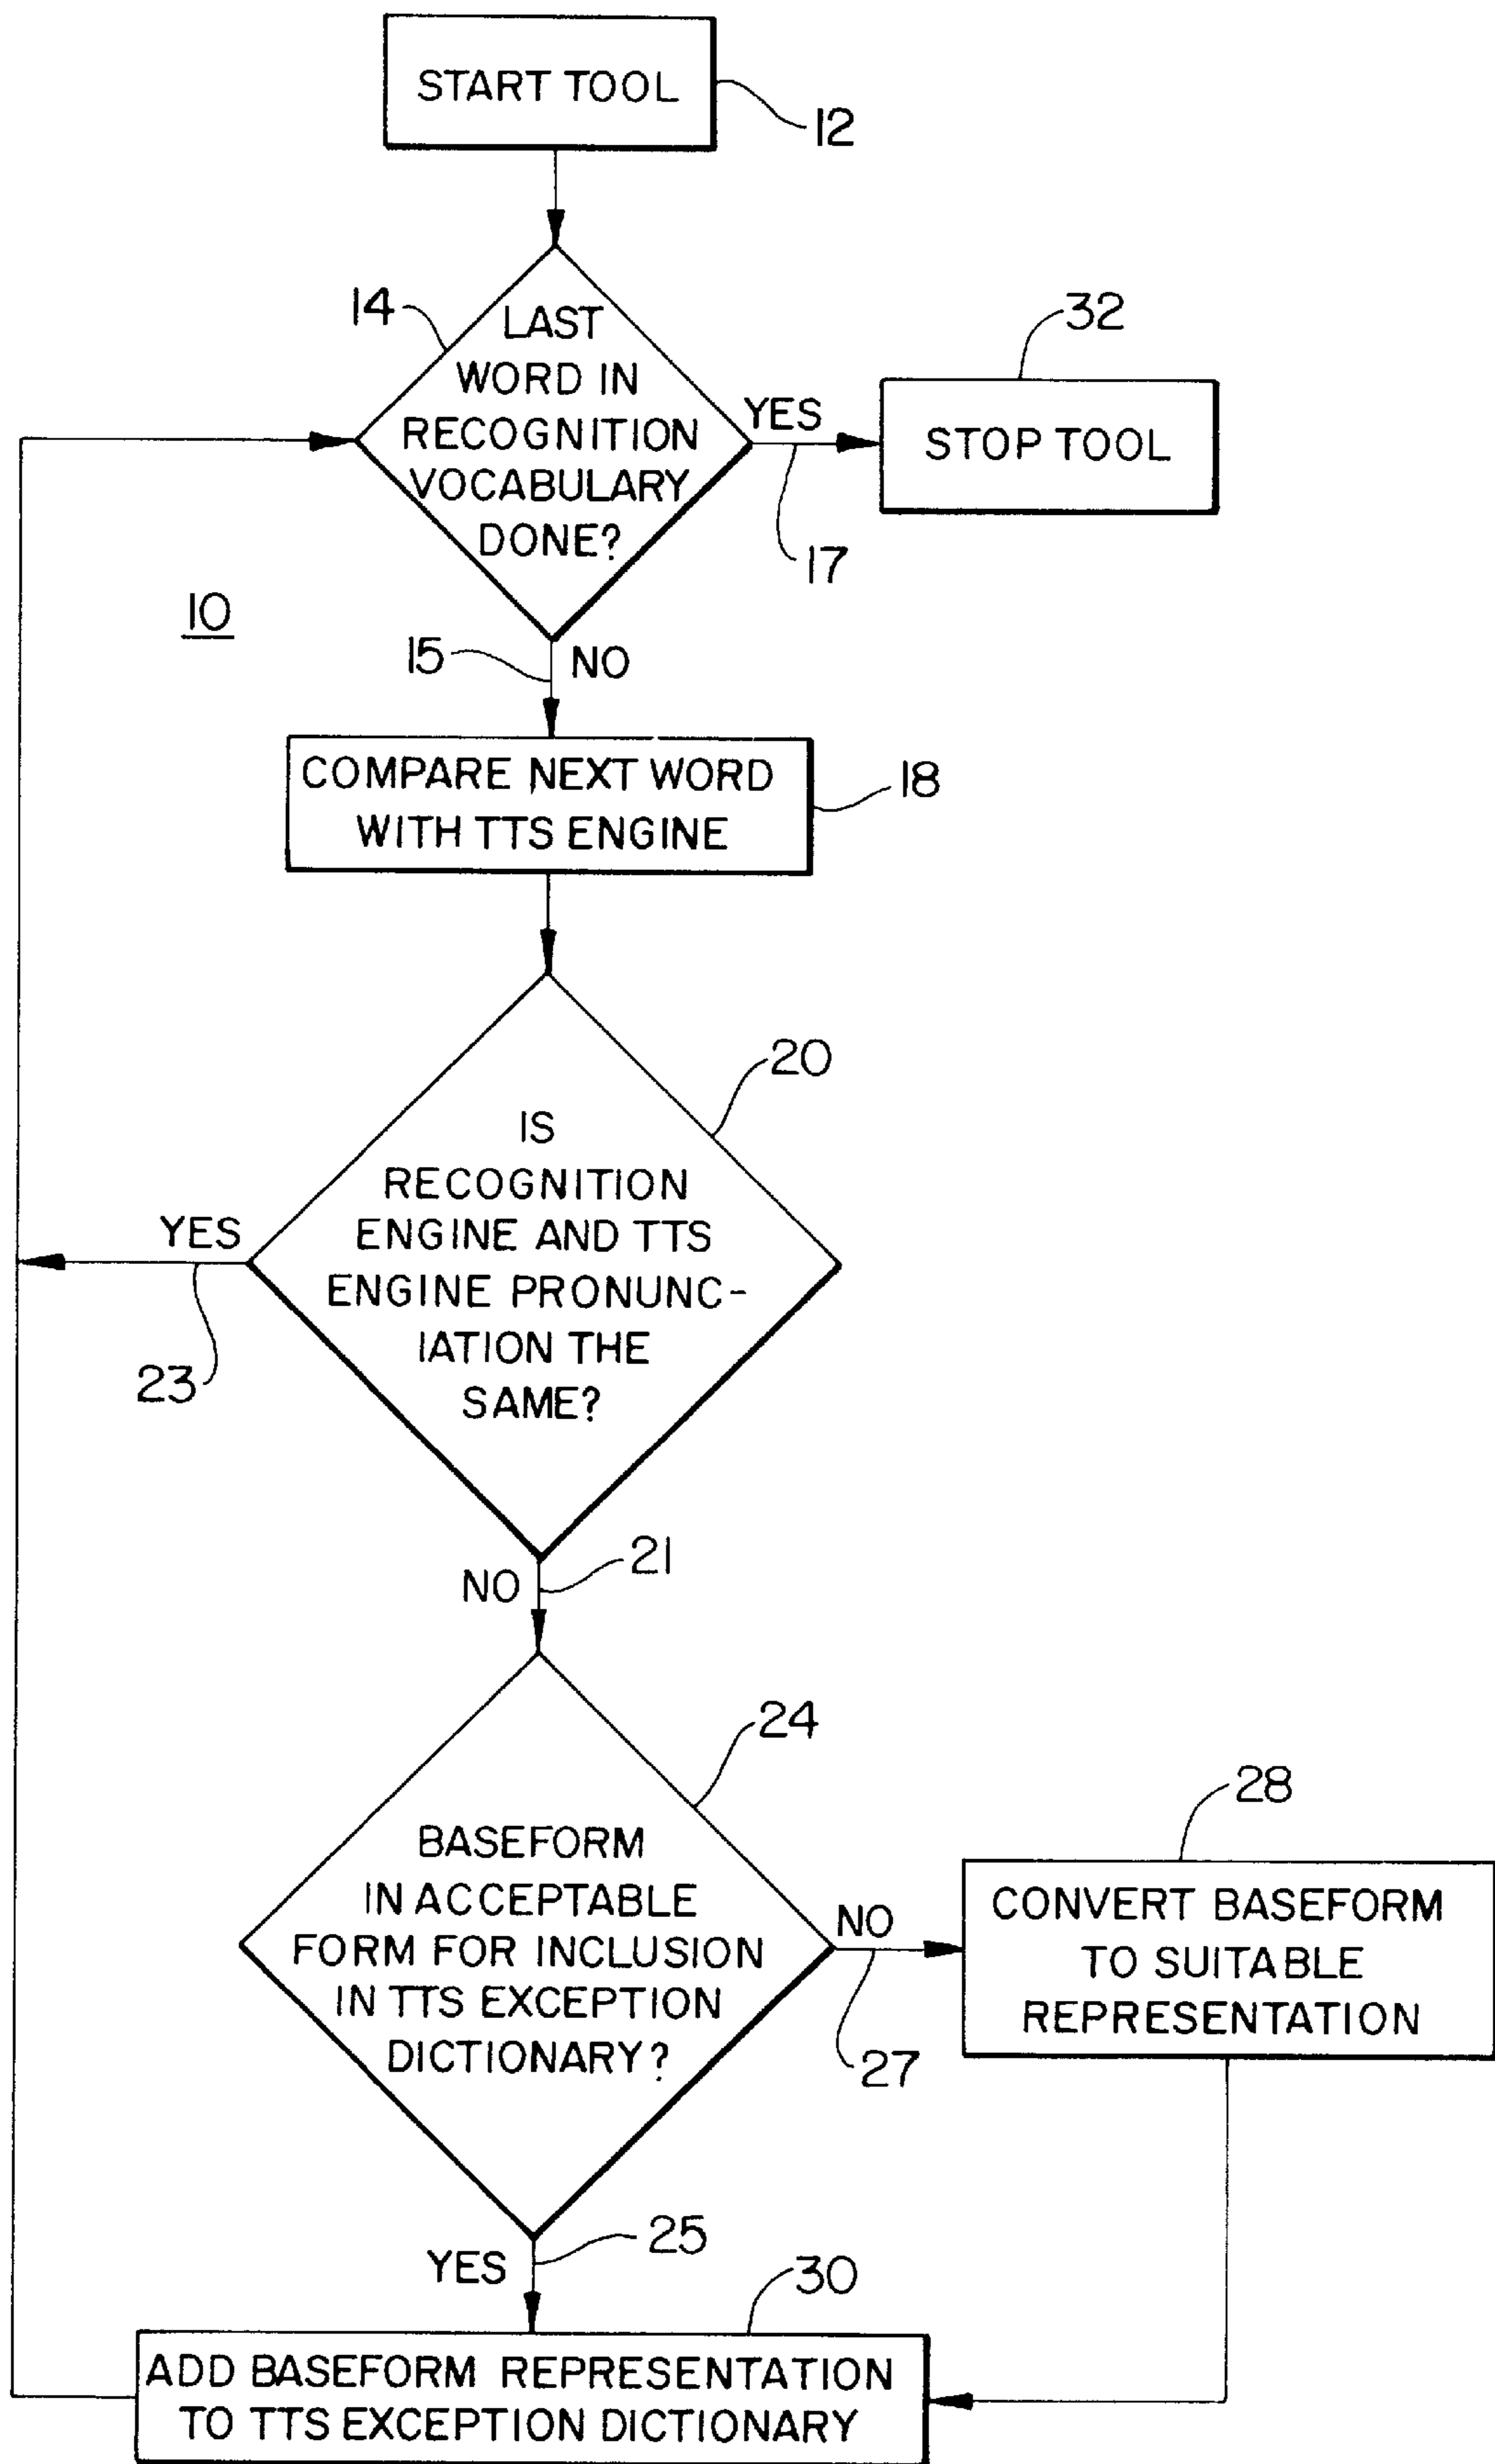 START TOOL
12
14
LAST
WORD IN
RECOGNITION
VOCABULARY
DONE?
YES
17
32
STOP TOOL
10
15
NO
COMPARE NEXT WORD
WITH TTS ENGINE
18
20
IS
RECOGNITION
ENGINE AND TTS
ENGINE PRONUNC-
IATION THE
SAME?
YES
23
NO
21
24
BASEFORM
IN ACCEPTABLE
FORM FOR INCLUSION
IN TTS EXCEPTION
DICTIONARY?
NO
27
28
CONVERT BASEFORM
TO SUITABLE
REPRESENTATION
YES
25
30
ADD BASEFORM REPRESENTATION
TO TTS EXCEPTION DICTIONARY